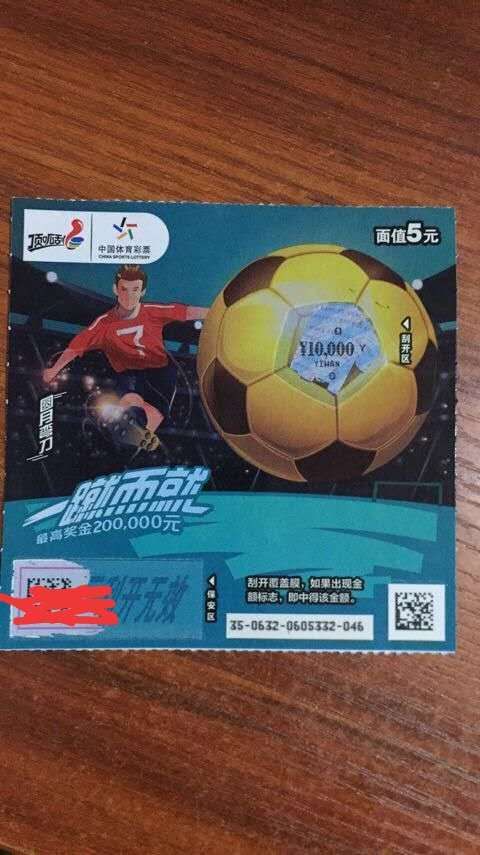 顶呱刮
中国体育彩票
CHINA SPORTS LOTTERY
面值5元
7
圆月弯刀
刮开区
¥10,000
YIWAN
一蹴而就
最高奖金200,000元
刮开无效
保安区
刮开覆盖膜，如果出现金
额标志，即中得该金额。
35-0632-0605332-046